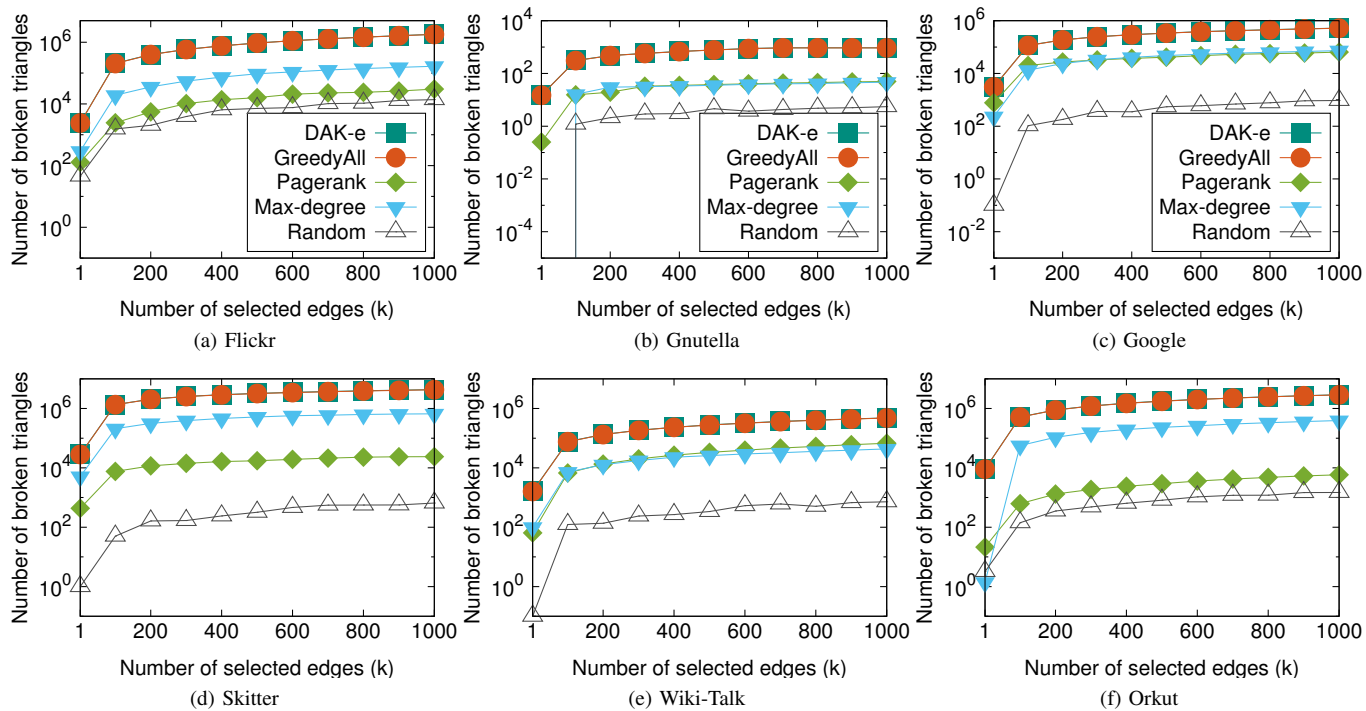 Number of broken triangles
10^6
10^4
10^2
10^0
DAK-e
GreedyAll
Pagerank
Max-degree
Random
1 200 400 600 800 1000
Number of selected edges (k)
(a) Flickr
Number of broken triangles
10^4
10^2
10^0
10^-2
10^-4
DAK-e
GreedyAll
Pagerank
Max-degree
Random
1 200 400 600 800 1000
Number of selected edges (k)
(b) Gnutella
Number of broken triangles
10^6
10^4
10^2
10^0
10^-2
DAK-e
GreedyAll
Pagerank
Max-degree
Random
1 200 400 600 800 1000
Number of selected edges (k)
(c) Google
Number of broken triangles
10^6
10^4
10^2
10^0
1 200 400 600 800 1000
Number of selected edges (k)
(d) Skitter
Number of broken triangles
10^6
10^4
10^2
10^0
1 200 400 600 800 1000
Number of selected edges (k)
(e) Wiki-Talk
Number of broken triangles
10^6
10^4
10^2
10^0
1 200 400 600 800 1000
Number of selected edges (k)
(f) Orkut